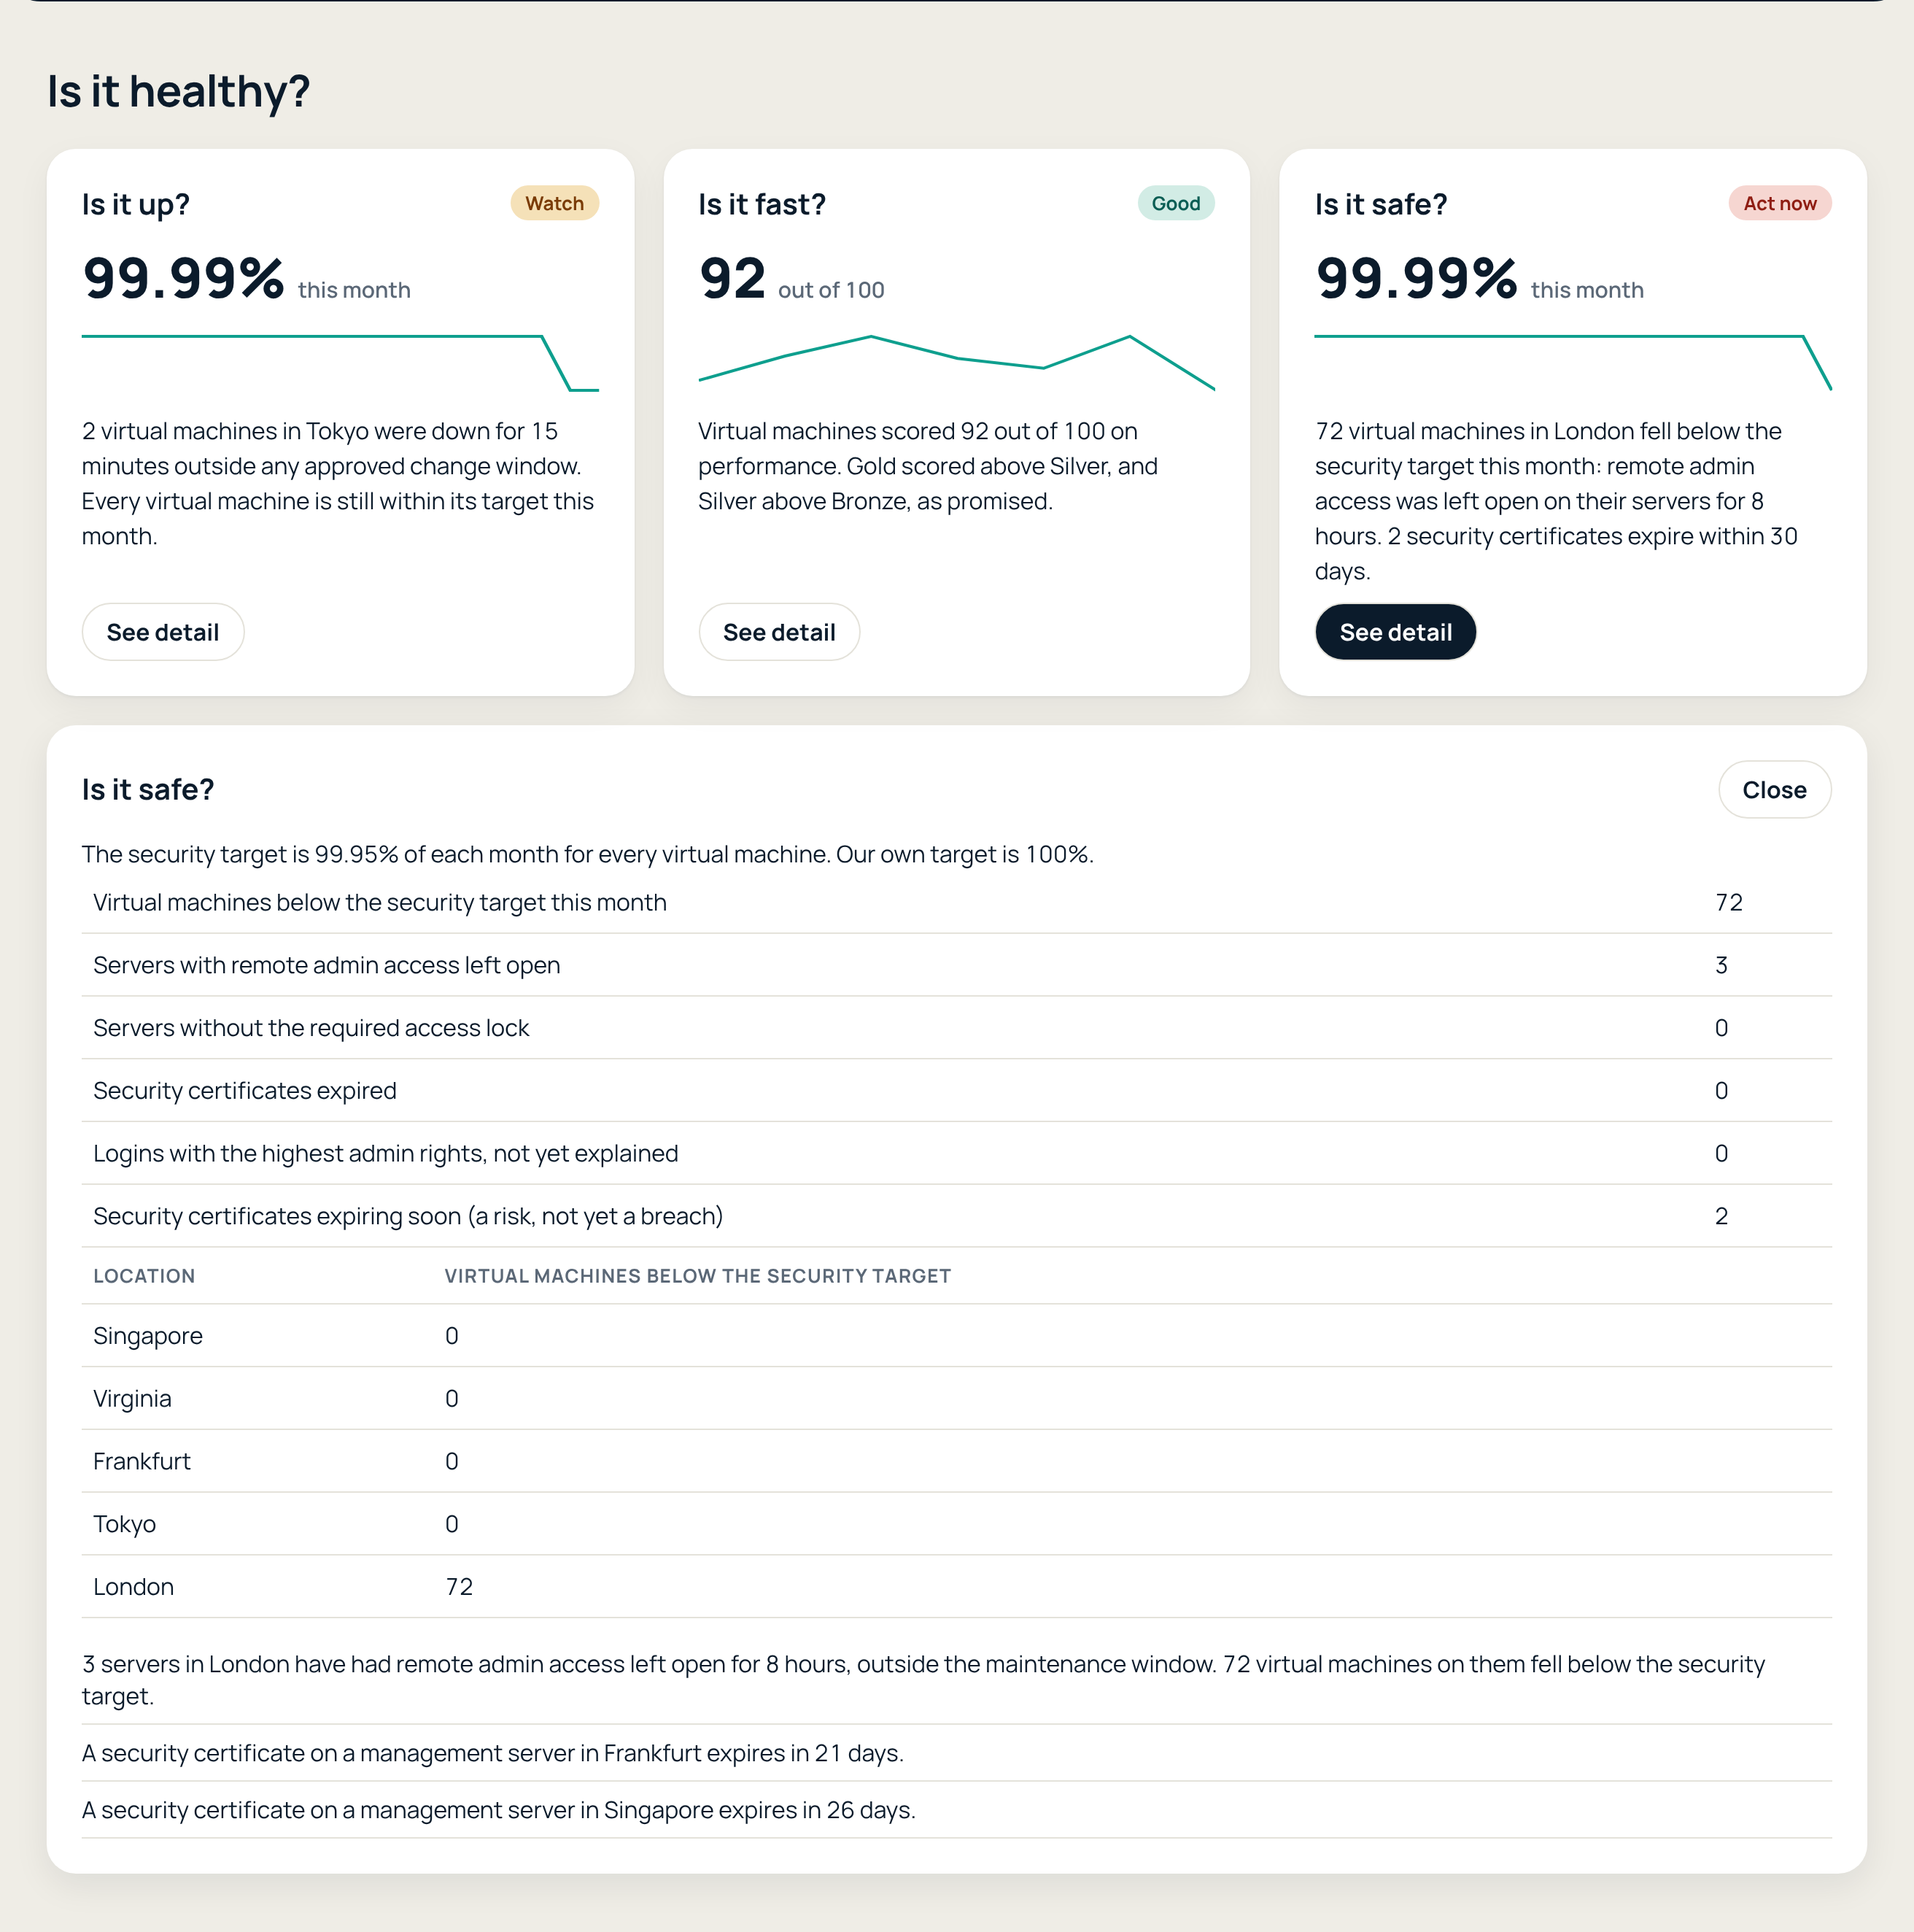 Is it healthy?
Is it up?
Watch
99.99% this month
2 virtual machines in Tokyo were down for 15
minutes outside any approved change window.
Every virtual machine is still within its target this
month.
See detail
Is it fast?
Good
92 out of 100
Virtual machines scored 92 out of 100 on
performance. Gold scored above Silver, and
Silver above Bronze, as promised.
See detail
Is it safe?
Act now
99.99% this month
72 virtual machines in London fell below the
security target this month: remote admin
access was left open on their servers for 8
hours. 2 security certificates expire within 30
days.
See detail
Is it safe?
Close
The security target is 99.95% of each month for every virtual machine. Our own target is 100%.
Virtual machines below the security target this month 72
Servers with remote admin access left open 3
Servers without the required access lock 0
Security certificates expired 0
Logins with the highest admin rights, not yet explained 0
Security certificates expiring soon (a risk, not yet a breach) 2
LOCATION VIRTUAL MACHINES BELOW THE SECURITY TARGET
Singapore 0
Virginia 0
Frankfurt 0
Tokyo 0
London 72
3 servers in London have had remote admin access left open for 8 hours, outside the maintenance window. 72 virtual machines on them fell below the security
target.
A security certificate on a management server in Frankfurt expires in 21 days.
A security certificate on a management server in Singapore expires in 26 days.